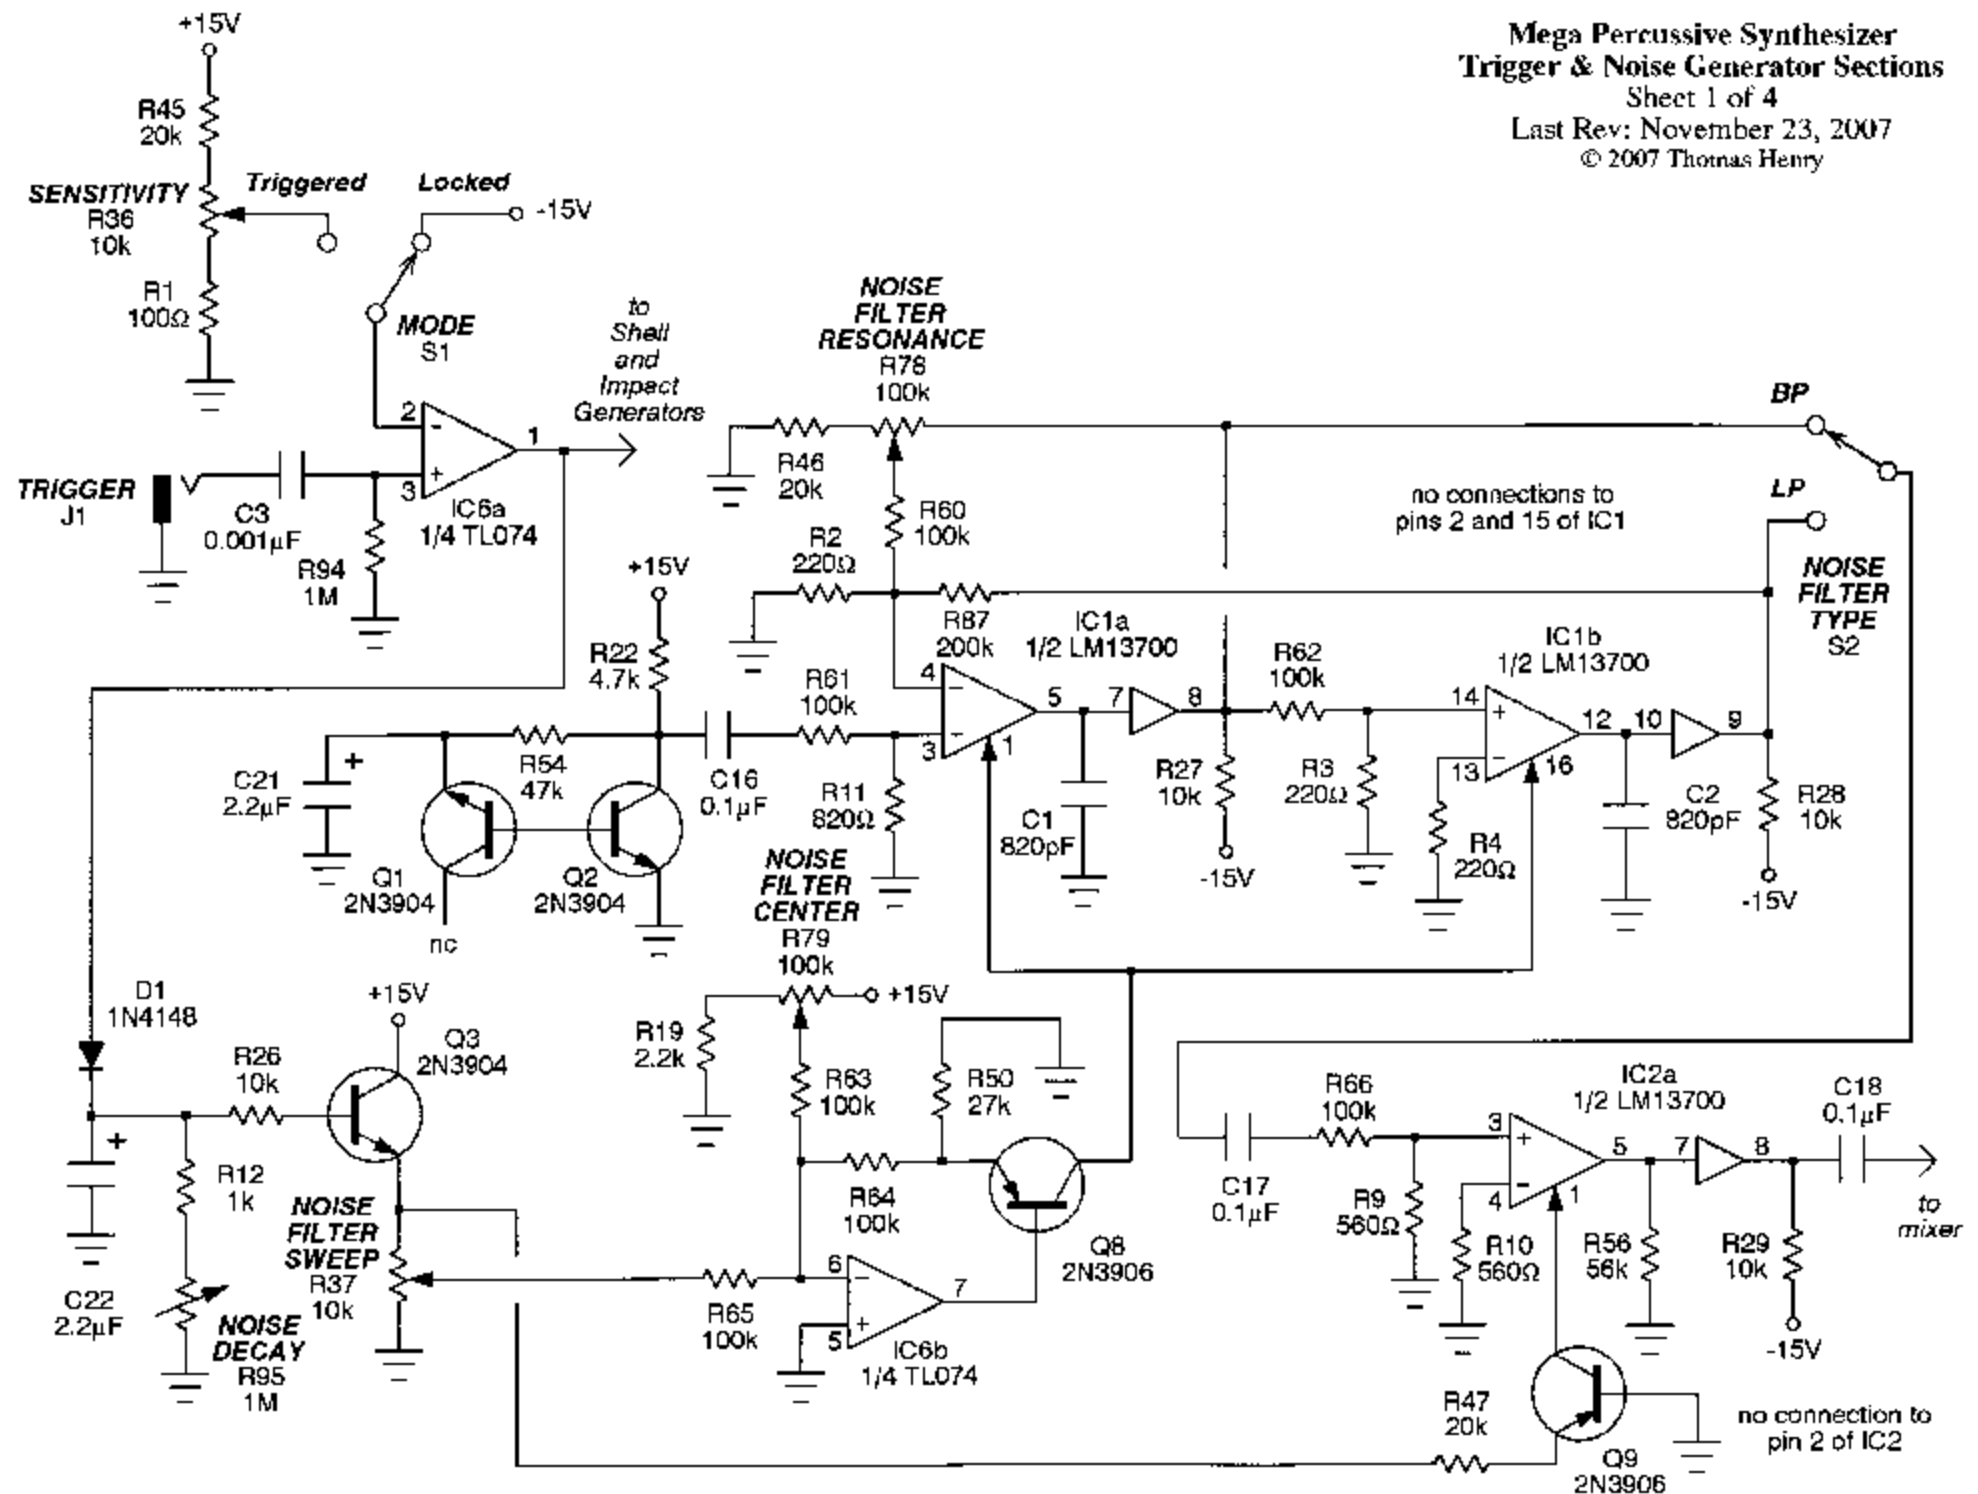 Mega Percussive Synthesizer
Trigger & Noise Generator Sections
Sheet 1 of 4
Last Rev: November 23, 2007
© 2007 Thomas Henry
+15V
R45
20k
SENSITIVITY
R36
10k
Triggered
Locked
-15V
R1
100Ω
MODE
S1
to
Shell
and
Impact
Generators
2
-
1
+
3
IC6a
1/4 TL074
TRIGGER
J1
C3
0.001µF
R94
1M
NOISE
FILTER
RESONANCE
R78
100k
R46
20k
R60
100k
R2
220Ω
R87
200k
BP
LP
no connections to
pins 2 and 15 of IC1
NOISE
FILTER
TYPE
S2
+15V
R22
4.7k
R61
100k
IC1a
1/2 LM13700
4
-
5
7
8
3
-
1
R62
100k
IC1b
1/2 LM13700
14
+
12
10
9
13
-
16
C21
2.2µF
+
R54
47k
C16
0.1µF
R11
820Ω
C1
820pF
R27
10k
-15V
R3
220Ω
R4
220Ω
C2
820pF
R28
10k
-15V
Q1
2N3904
nc
Q2
2N3904
NOISE
FILTER
CENTER
R79
100k
+15V
D1
1N4148
+15V
Q3
2N3904
R26
10k
R19
2.2k
R63
100k
R50
27k
+
R12
1k
C22
2.2µF
NOISE
DECAY
R95
1M
NOISE
FILTER
SWEEP
R37
10k
R64
100k
Q8
2N3906
R65
100k
6
-
7
+
5
IC6b
1/4 TL074
C17
0.1µF
R66
100k
R9
560Ω
IC2a
1/2 LM13700
3
+
5
7
8
-
4
1
C18
0.1µF
to
mixer
R10
560Ω
R56
56k
R29
10k
-15V
R47
20k
Q9
2N3906
no connection to
pin 2 of IC2